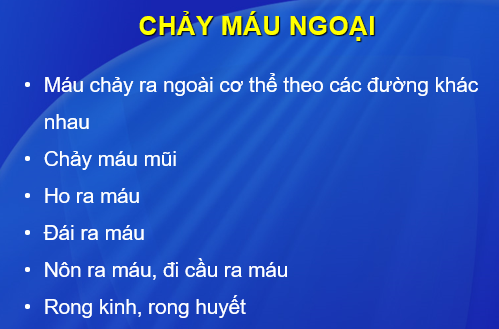 CHẢY MÁU NGOẠI
• Máu chảy ra ngoài cơ thể theo các đường khác
nhau
• Chảy máu mũi
• Ho ra máu
• Đái ra máu
• Nôn ra máu, đi cầu ra máu
• Rong kinh, rong huyết